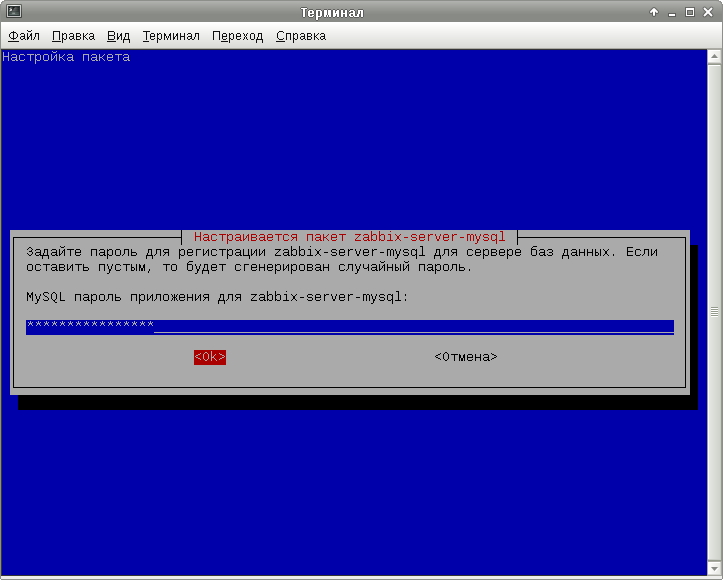 Терминал
Файл Правка Вид Терминал Переход Справка
Настройка пакета
Настраивается пакет zabbix-server-mysql
Задайте пароль для регистрации zabbix-server-mysql для сервере баз данных. Если
оставить пустым, то будет сгенерирован случайный пароль.
MySQL пароль приложения для zabbix-server-mysql:
****************
<Ok> <Отмена>